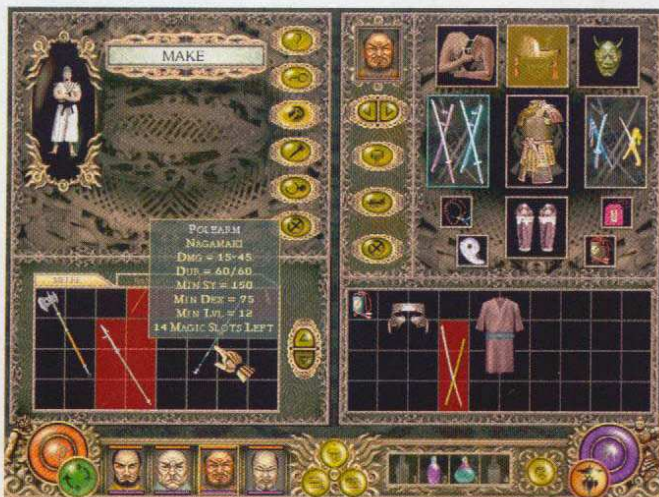 MAKE
POLEARM
NAGAMAKI
DMG = 15-45
DUR = 60/60
MIN ST = 150
MIN DEX = 75
MIN LVL = 12
14 MAGIC SLOTS LEFT
METAL